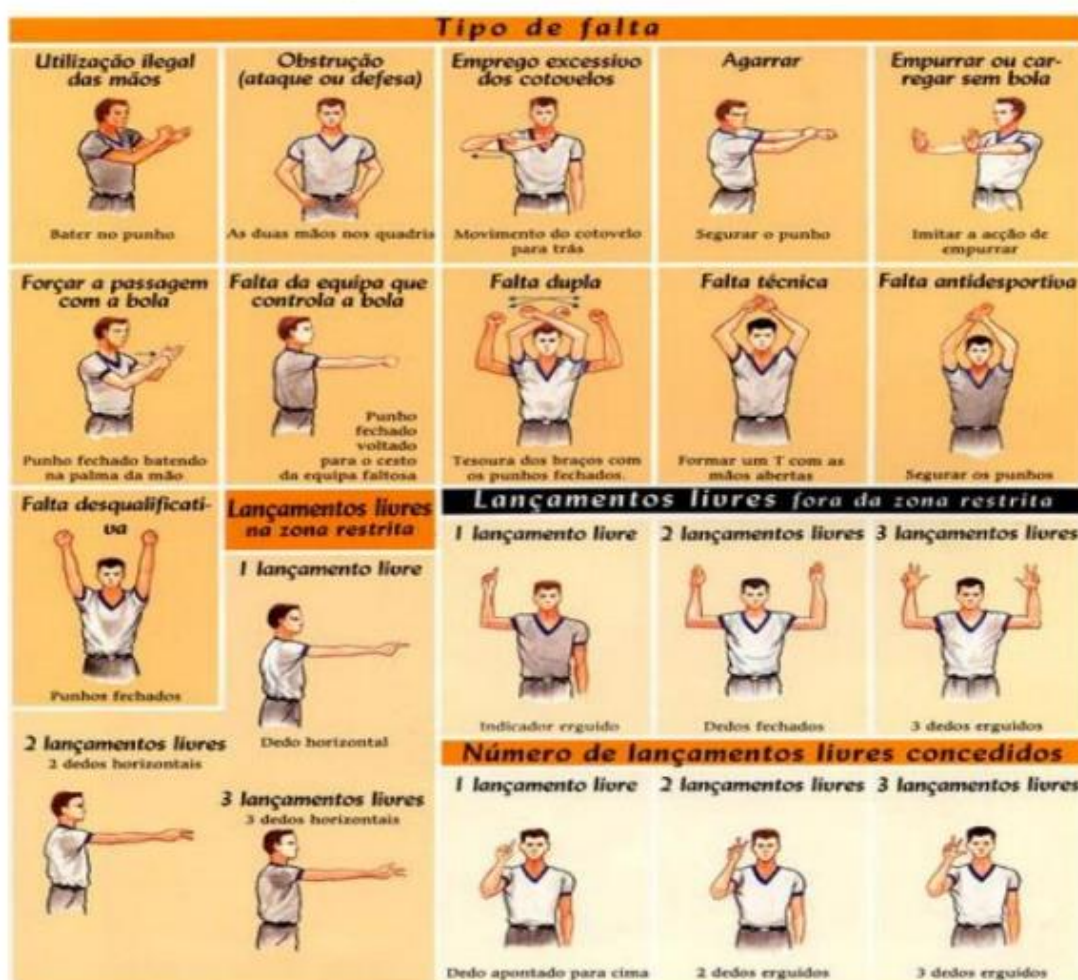 Tipo de falta
Utilização ilegal
das mãos
Bater no punho
Obstrução
(ataque ou defesa)
As duas mãos nos quadris
Emprego excessivo
dos cotovelos
Movimento do cotovelo
para trás
Agarrar
Segurar o punho
Empurrar ou car-
regar sem bola
Imitar a acção de
empurrar
Forçar a passagem
com a bola
Punho fechado batendo
na palma da mão
Falta da equipa que
controla a bola
Punho
fechado
voltado
para o cesto
da equipa faltosa
Falta dupla
Tesoura dos braços com
os punhos fechados.
Falta técnica
Formar um T com as
mãos abertas
Falta antidesportiva
Segurar os punhos
Falta desqualificati-
va
Punhos fechados
Lançamentos livres
na zona restrita
1 lançamento livre
Dedo horizontal
2 lançamentos livres
2 dedos horizontais
3 lançamentos livres
3 dedos horizontais
Lançamentos livres fora da zona restrita
1 lançamento livre
Indicador erguido
2 lançamentos livres
Dedos fechados
3 lançamentos livres
3 dedos erguidos
Número de lançamentos livres concedidos
1 lançamento livre
Dedo apontado para cima
2 lançamentos livres
2 dedos erguidos
3 lançamentos livres
3 dedos erguidos